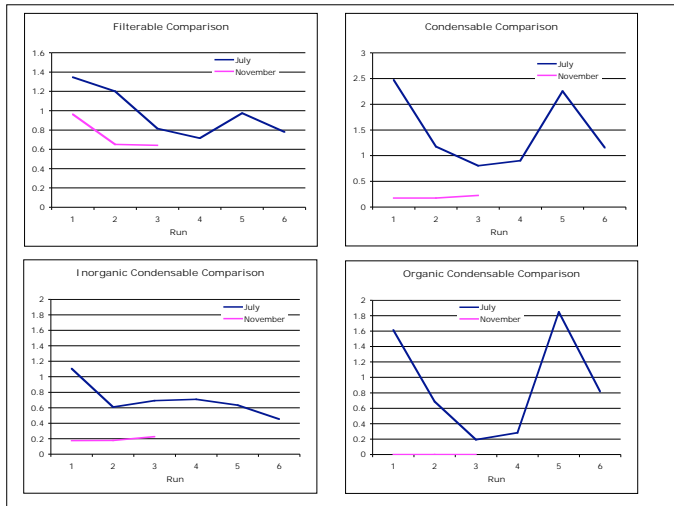 Filterable Comparison
1.6
1.4
1.2
1
0.8
0.6
0.4
0.2
0
July
November
1 2 3 4 5 6
Run
Condensable Comparison
3
2.5
2
1.5
1
0.5
0
July
November
1 2 3 4 5 6
Run
Inorganic Condensable Comparison
2
1.8
1.6
1.4
1.2
1
0.8
0.6
0.4
0.2
0
July
November
1 2 3 4 5 6
Run
Organic Condensable Comparison
2
1.8
1.6
1.4
1.2
1
0.8
0.6
0.4
0.2
0
July
November
1 2 3 4 5 6
Run